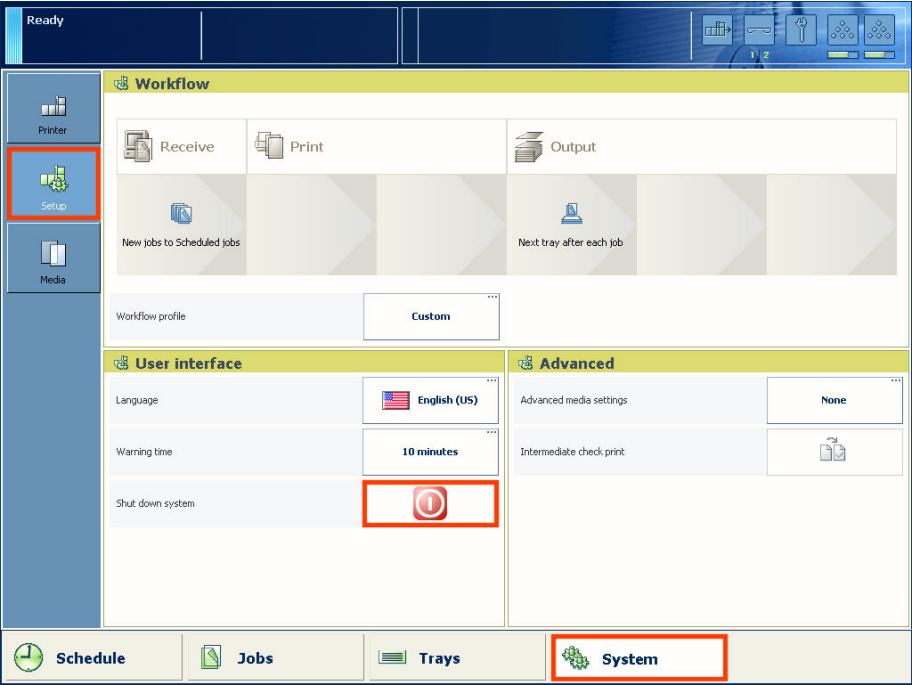 Ready
1 2
Printer
Setup
Media
Workflow
Receive
Print
Output
New jobs to Scheduled jobs
Next tray after each job
Workflow profile
Custom
User interface
Language
English (US)
Warning time
10 minutes
Shut down system
Advanced
Advanced media settings
None
Intermediate check print
Schedule
Jobs
Trays
System